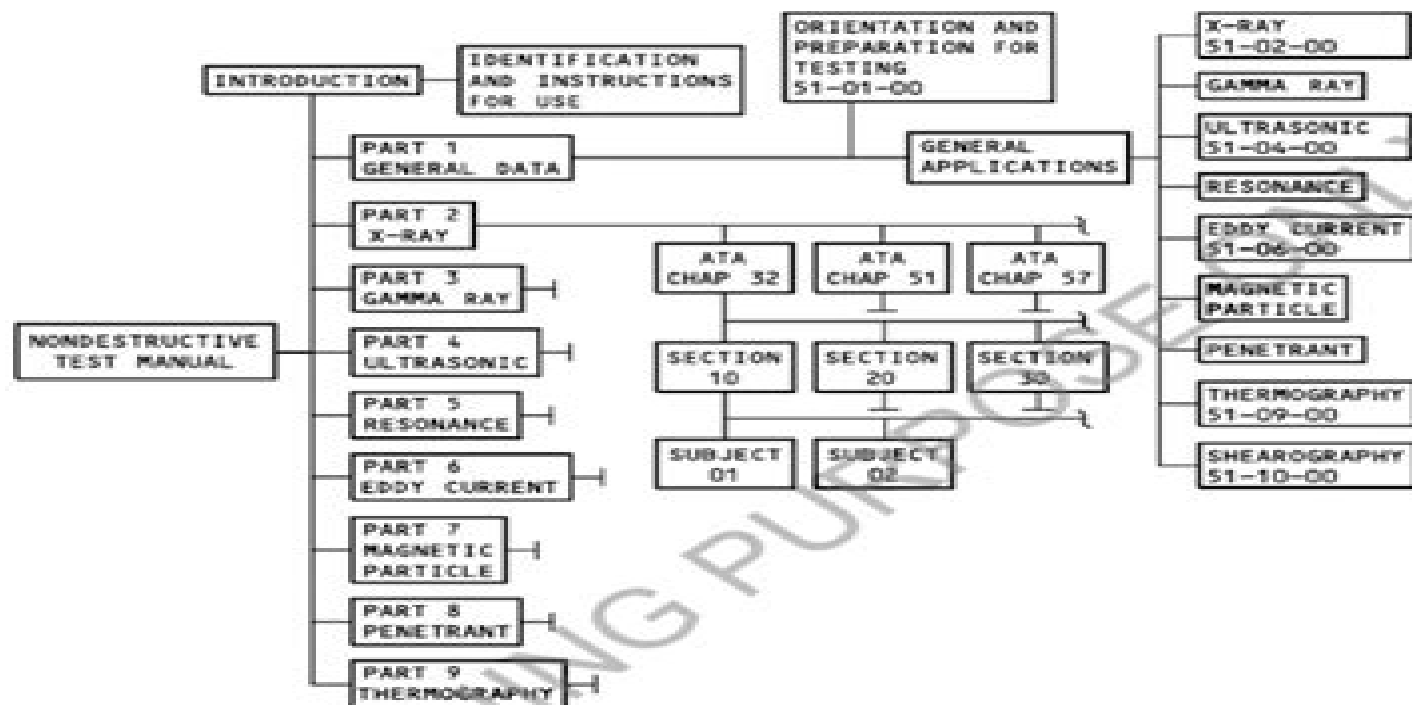 INTRODUCTION
IDENTIFICATION
AND INSTRUCTIONS
FOR USE
ORIENTATION AND
PREPARATION FOR
TESTING
51-01-00
PART 1
GENERAL DATA
GENERAL
APPLICATIONS
X-RAY
51-02-00
GAMMA RAY
ULTRASONIC
51-04-00
RESONANCE
EDDY CURRENT
51-06-00
MAGNETIC
PARTICLE
PENETRANT
THERMOGRAPHY
51-09-00
SHEAROGRAPHY
51-10-00
PART 2
X-RAY
ATA
CHAP 32
ATA
CHAP 51
ATA
CHAP 57
SECTION
10
SECTION
20
SECTION
30
SUBJECT
01
SUBJECT
02
NONDESTRUCTIVE
TEST MANUAL
PART 3
GAMMA RAY
PART 4
ULTRASONIC
PART 5
RESONANCE
PART 6
EDDY CURRENT
PART 7
MAGNETIC
PARTICLE
PART 8
PENETRANT
PART 9
THERMOGRAPHY
ING PURPOSE ONL